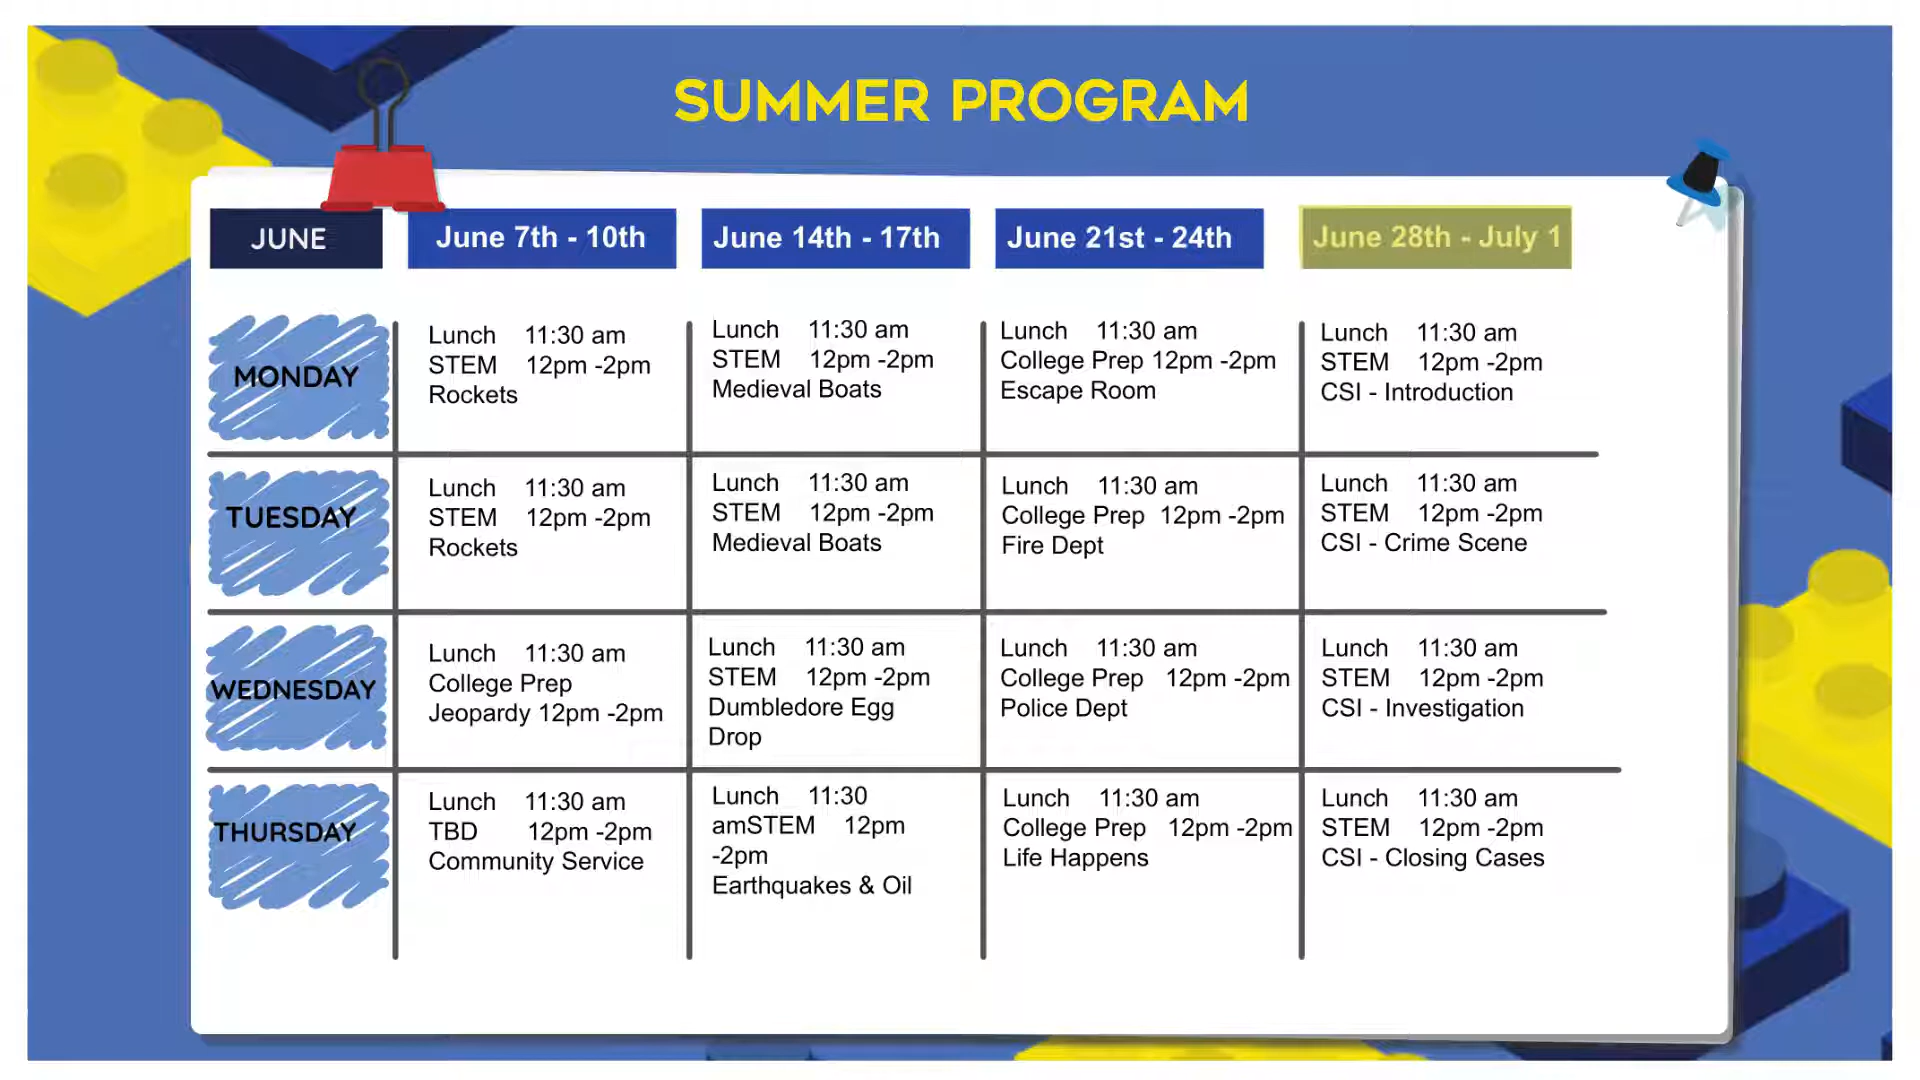 SUMMER PROGRAM
JUNE
June 7th - 10th
June 14th - 17th
June 21st - 24th
June 28th - July 1
MONDAY
Lunch 11:30 am
STEM 12pm -2pm
Rockets
Lunch 11:30 am
STEM 12pm -2pm
Medieval Boats
Lunch 11:30 am
College Prep 12pm -2pm
Escape Room
Lunch 11:30 am
STEM 12pm -2pm
CSI - Introduction
TUESDAY
Lunch 11:30 am
STEM 12pm -2pm
Rockets
Lunch 11:30 am
STEM 12pm -2pm
Medieval Boats
Lunch 11:30 am
College Prep 12pm -2pm
Fire Dept
Lunch 11:30 am
STEM 12pm -2pm
CSI - Crime Scene
WEDNESDAY
Lunch 11:30 am
College Prep
Jeopardy 12pm -2pm
Lunch 11:30 am
STEM 12pm -2pm
Dumbledore Egg
Drop
Lunch 11:30 am
College Prep 12pm -2pm
Police Dept
Lunch 11:30 am
STEM 12pm -2pm
CSI - Investigation
THURSDAY
Lunch 11:30 am
TBD 12pm -2pm
Community Service
Lunch 11:30
amSTEM 12pm
-2pm
Earthquakes & Oil
Lunch 11:30 am
College Prep 12pm -2pm
Life Happens
Lunch 11:30 am
STEM 12pm -2pm
CSI - Closing Cases